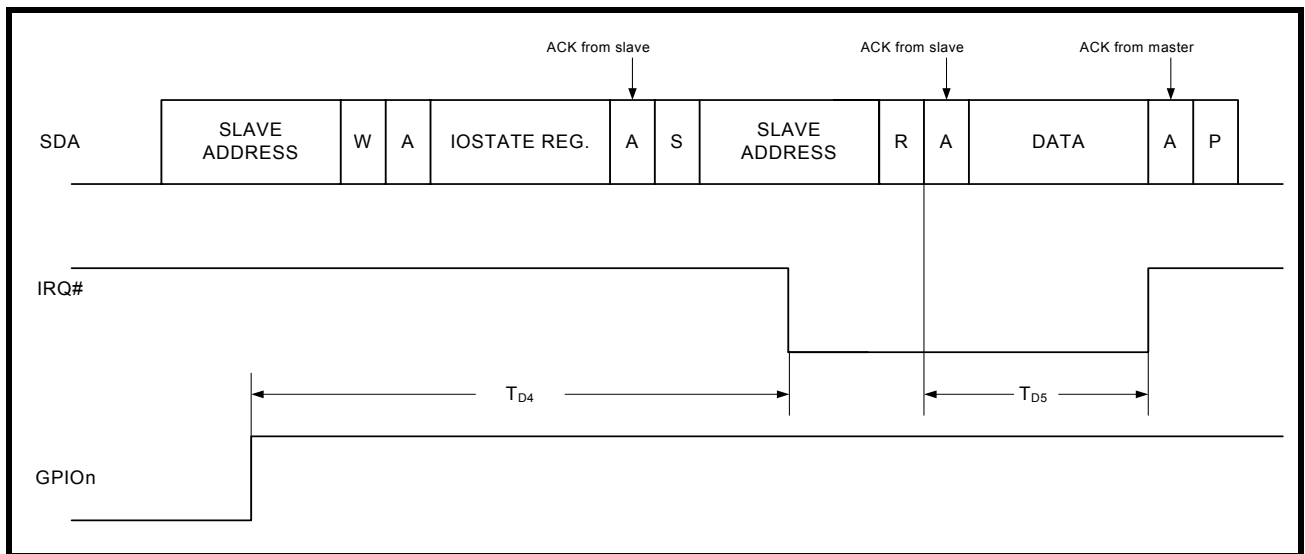 ACK from slave
ACK from slave
ACK from master
SDA
SLAVE
ADDRESS
W
A
IOSTATE REG.
A
S
SLAVE
ADDRESS
R
A
DATA
A
P
IRQ#
TD4
TD5
GPIOn